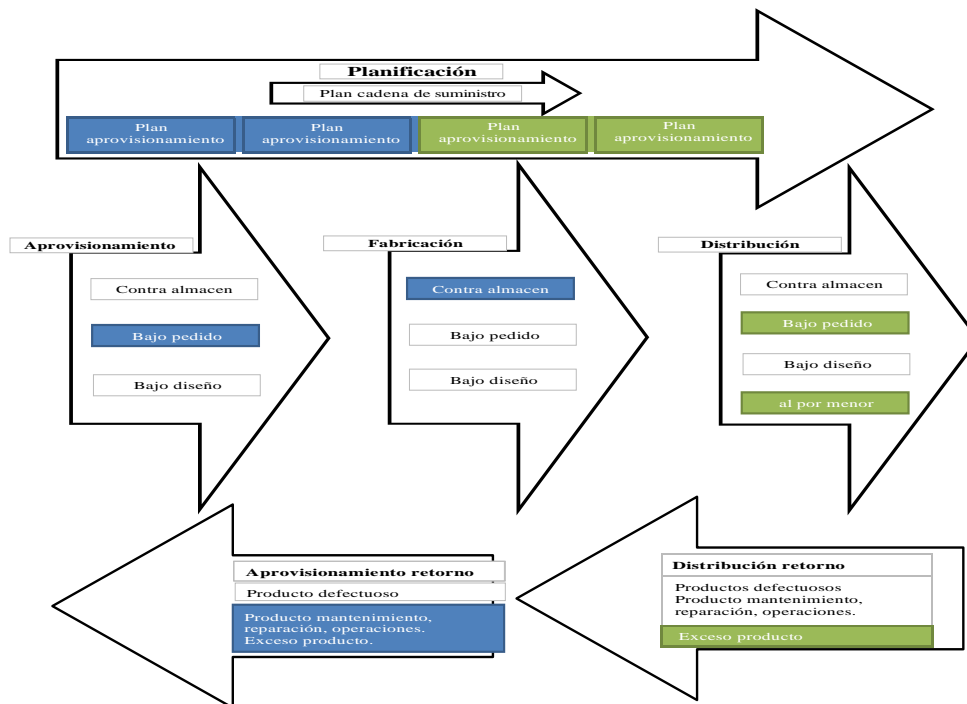 Planificación
Plan cadena de suministro
Plan
aprovisionamiento
Plan
aprovisionamiento
Plan
aprovisionamiento
Plan
aprovisionamiento
Aprovisionamiento
Contra almacen
Bajo pedido
Bajo diseño
Fabricación
Contra almacen
Bajo pedido
Bajo diseño
Distribución
Contra almacen
Bajo pedido
Bajo diseño
al por menor
Aprovisionamiento retorno
Producto defectuoso
Producto mantenimiento,
reparación, operaciones.
Exceso producto.
Distribución retorno
Productos defectuosos
Producto mantenimiento,
reparación, operaciones.
Exceso producto